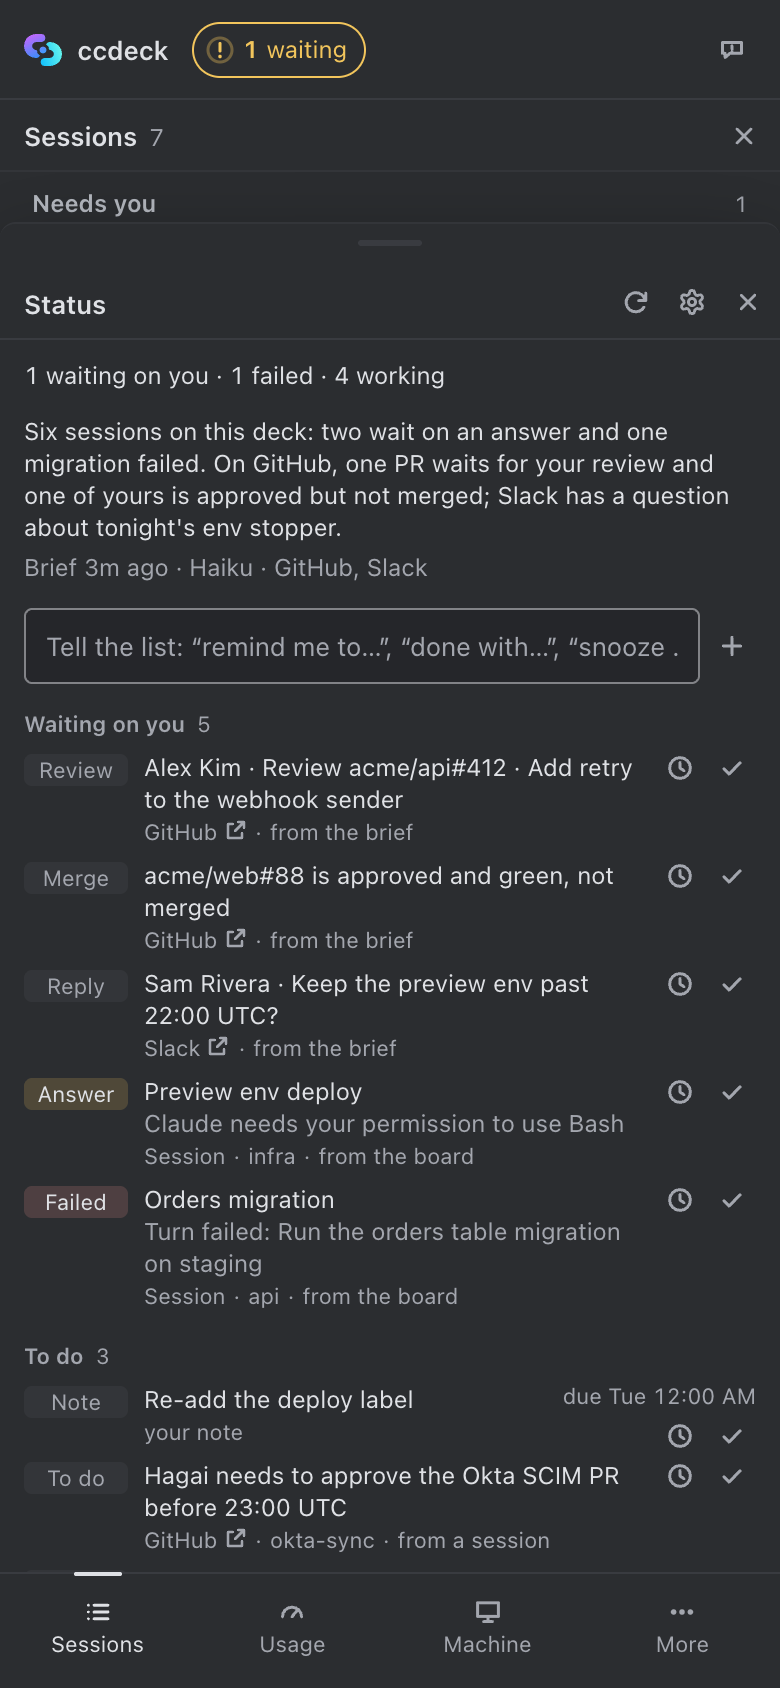 ccdeck
1 waiting
Sessions 7
Needs you 1
Status
1 waiting on you · 1 failed · 4 working
Six sessions on this deck: two wait on an answer and one
migration failed. On GitHub, one PR waits for your review and
one of yours is approved but not merged; Slack has a question
about tonight's env stopper.
Brief 3m ago · Haiku · GitHub, Slack
Tell the list: “remind me to…”, “done with…”, “snooze .
Waiting on you 5
Review
Alex Kim · Review acme/api#412 · Add retry
to the webhook sender
GitHub · from the brief
Merge
acme/web#88 is approved and green, not
merged
GitHub · from the brief
Reply
Sam Rivera · Keep the preview env past
22:00 UTC?
Slack · from the brief
Answer
Preview env deploy
Claude needs your permission to use Bash
Session · infra · from the board
Failed
Orders migration
Turn failed: Run the orders table migration
on staging
Session · api · from the board
To do 3
Note
Re-add the deploy label
due Tue 12:00 AM
your note
To do
Hagai needs to approve the Okta SCIM PR
before 23:00 UTC
GitHub · okta-sync · from a session
Sessions
Usage
Machine
More